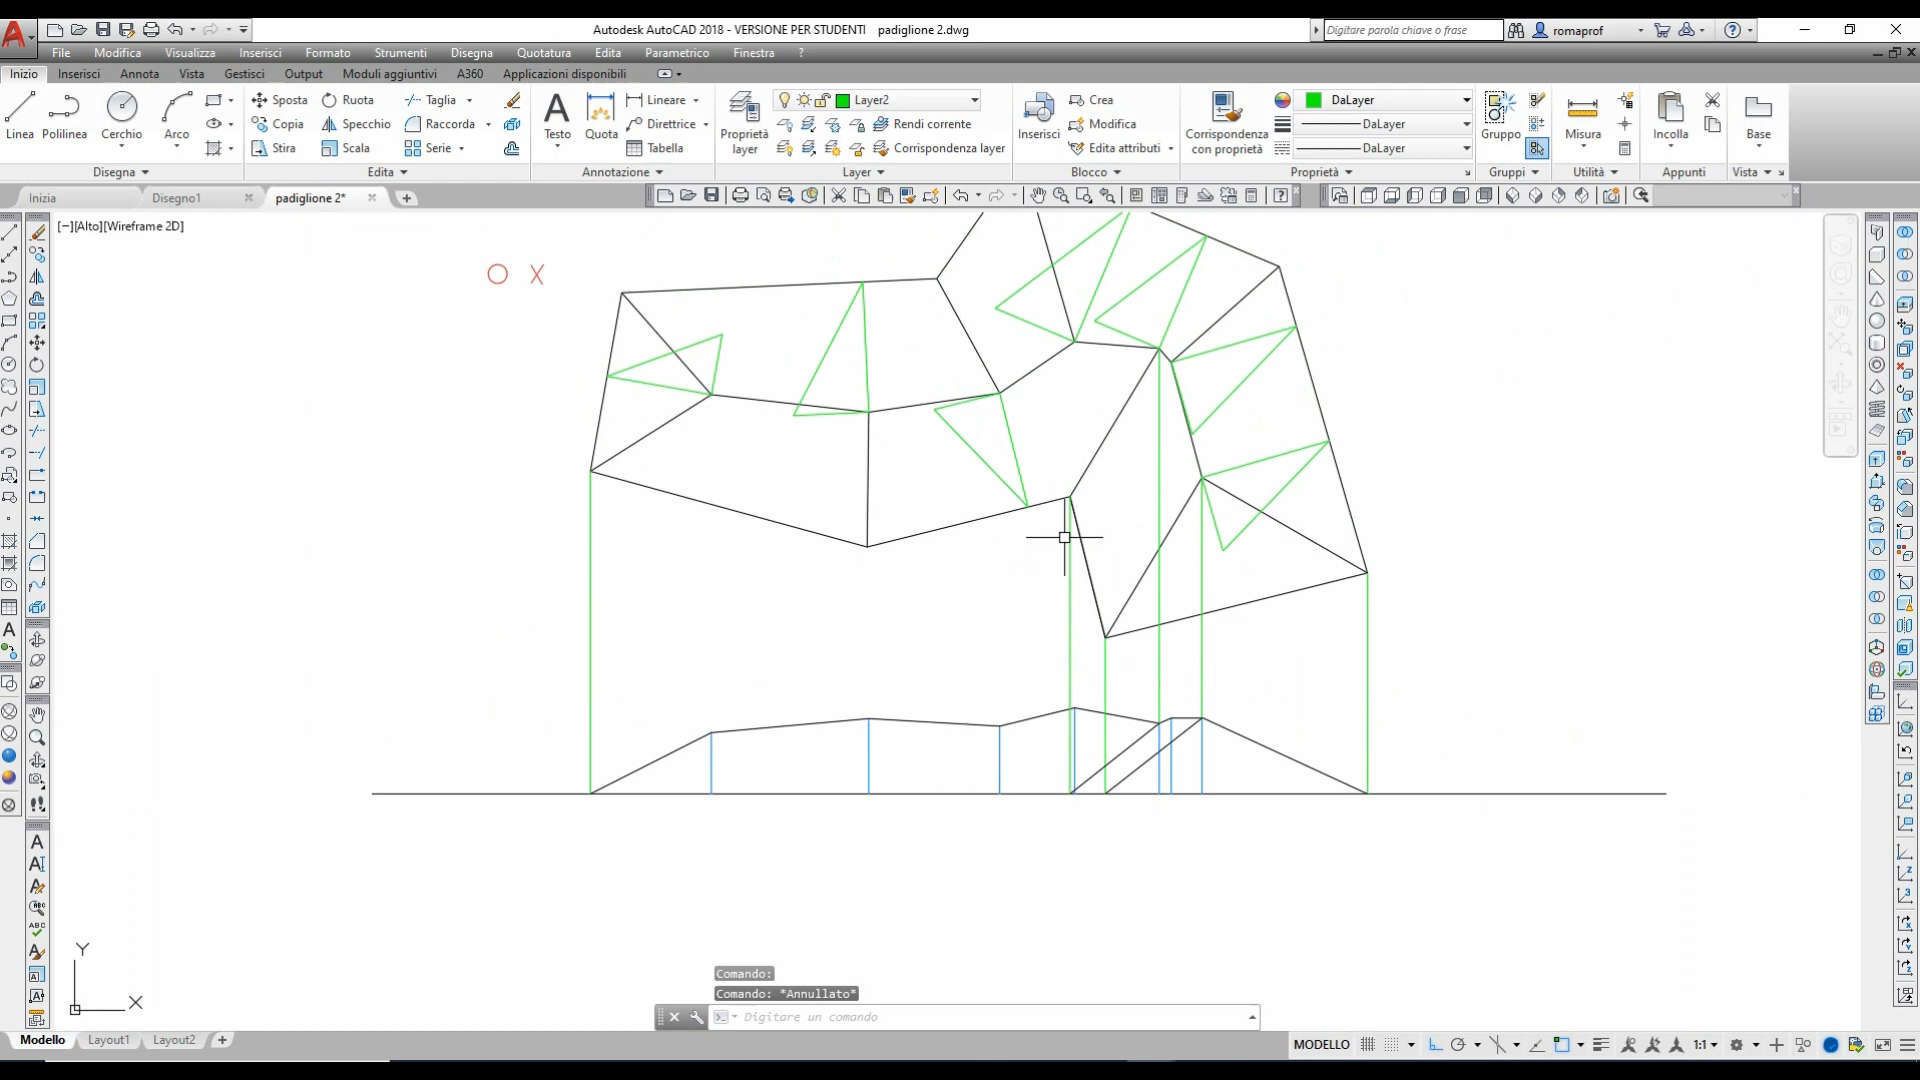 Autodesk AutoCAD 2018 - VERSIONE PER STUDENTI padiglione 2.dwg
Digitare parola chiave o frase
romaprof
File Modifica Visualizza Inserisci Formato Strumenti Disegna Quotatura Edita Parametrico Finestra ?
Inizio Inserisci Annota Vista Gestisci Output Moduli aggiuntivi A360 Applicazioni disponibili
Linea Polilinea Cerchio Arco
Sposta Ruota Taglia
Copia Specchio Raccorda
Stira Scala Serie
Testo Quota
Lineare
Direttrice
Tabella
Proprietà layer
Layer2
Rendi corrente
Corrispondenza layer
Inserisci
Crea
Modifica
Edita attributi
Corrispondenza con proprietà
DaLayer
DaLayer
DaLayer
Gruppo
Misura
Incolla
Base
Disegna Edita Annotazione Layer Blocco Proprietà Gruppi Utilità Appunti Vista
Inizia Disegno1 padiglione 2*
[−][Alto][Wireframe 2D]
O X
Y
X
Comando:
Comando: *Annullato*
Digitare un comando
Modello Layout1 Layout2
MODELLO 1:1